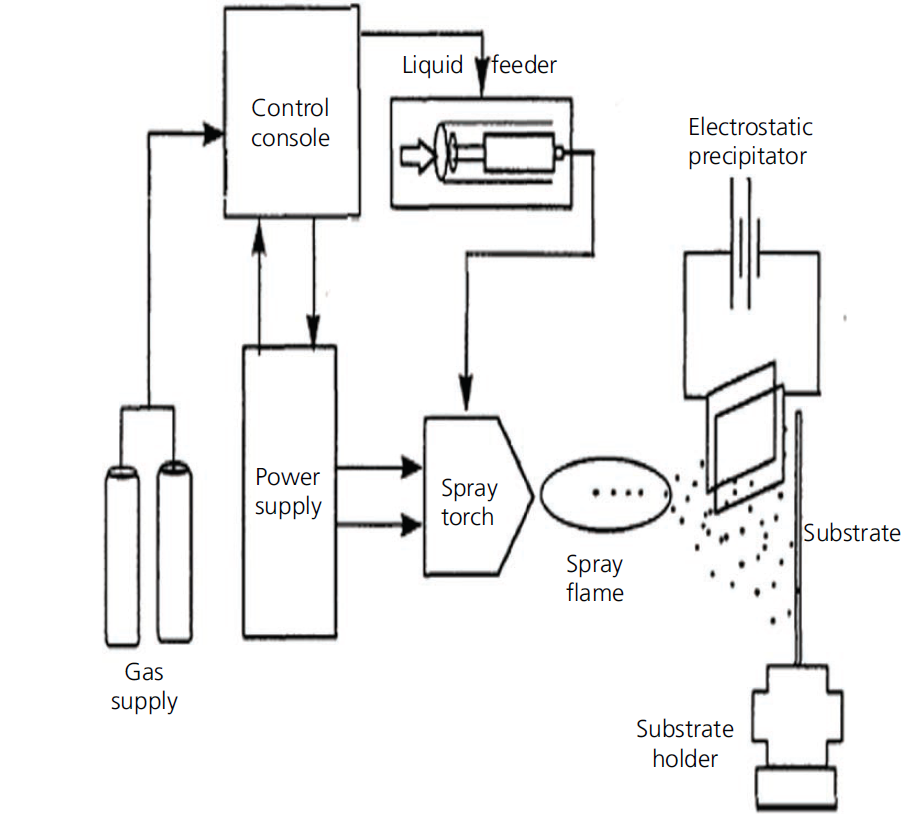 Control
console
Liquid feeder
Electrostatic
precipitator
Power
supply
Spray
torch
Spray
flame
Substrate
Gas
supply
Substrate
holder